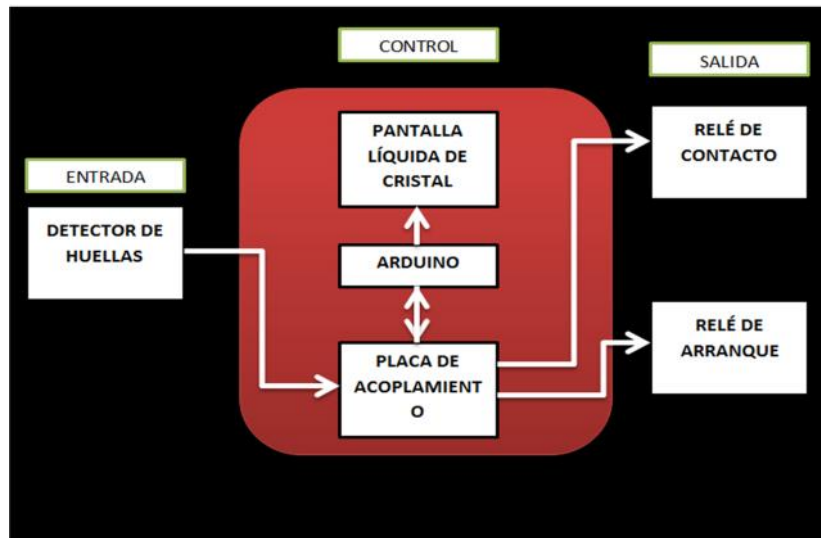 CONTROL
SALIDA
PANTALLA
LÍQUIDA DE
CRISTAL
RELÉ DE
CONTACTO
ENTRADA
DETECTOR DE
HUELLAS
ARDUINO
PLACA DE
ACOPLAMIENT
O
RELÉ DE
ARRANQUE